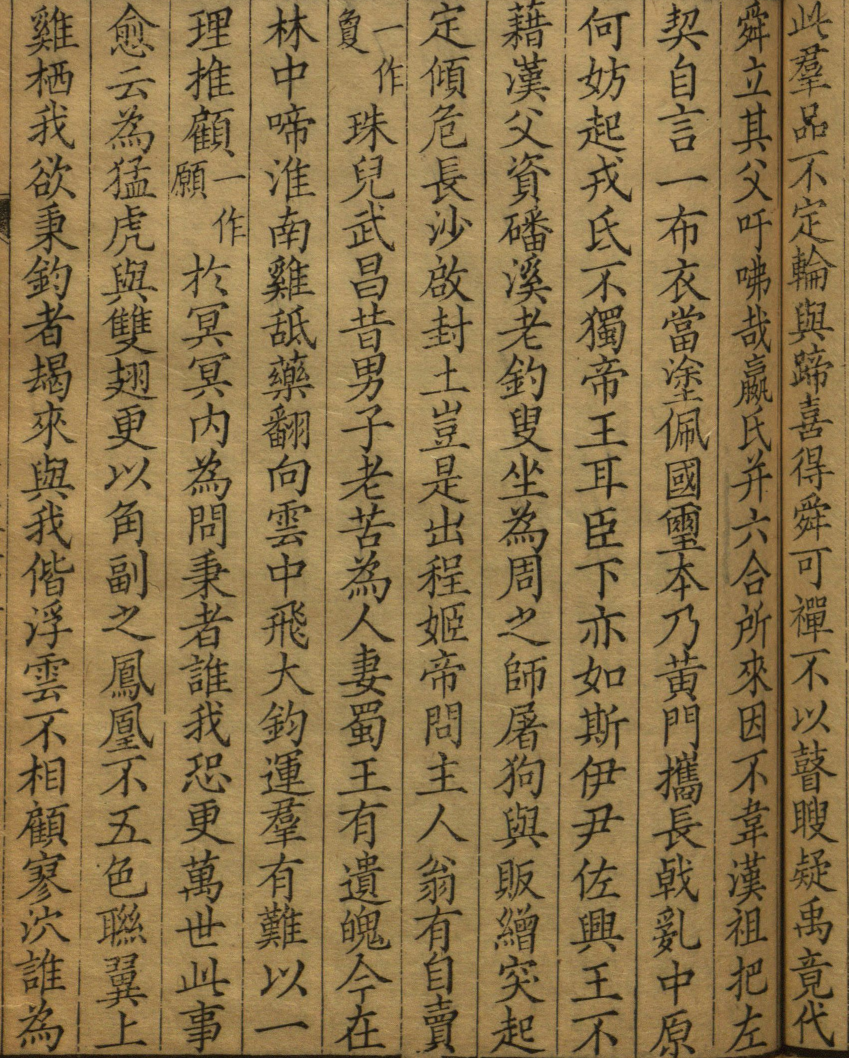 此羣品不定輪與蹄喜得舜可禪不以瞽瞍疑禹竟代
舜立其父吁咈哉嬴氏并六合所來因不韋漢祖把左
契自言一布衣當塗佩國璽本乃黃門攜長戟亂中原
何妨起戎氐不獨帝王耳臣下亦如斯伊尹佐興王不
藉漢父資磻溪老釣叟坐為周之師屠狗與販繒突起
定傾危長沙啟封土豈是出程姬帝問主人翁有自賣
一作負珠兒武昌昔男子老苦為人妻蜀王有遺魄今在
林中啼淮南雞舐藥翻向雲中飛大鈞運羣有難以一
理推顧一作願於冥冥內為問秉者誰我恐更萬世此事
愈云為猛虎與雙翅更以角副之鳳凰不五色聯翼上
雞栖我欲秉鈞者朅來與我偕浮雲不相顧寥泬誰為